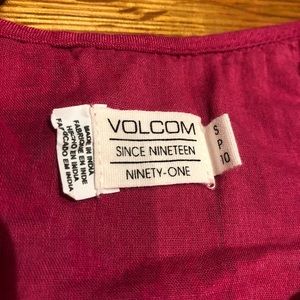 MADE IN INDIA
FABRIQUE EN INDE
HECHO EN INDIA
FABRICADO EM INDIA
VOLCOM
SINCE NINETEEN
NINETY-ONE
S
P
10